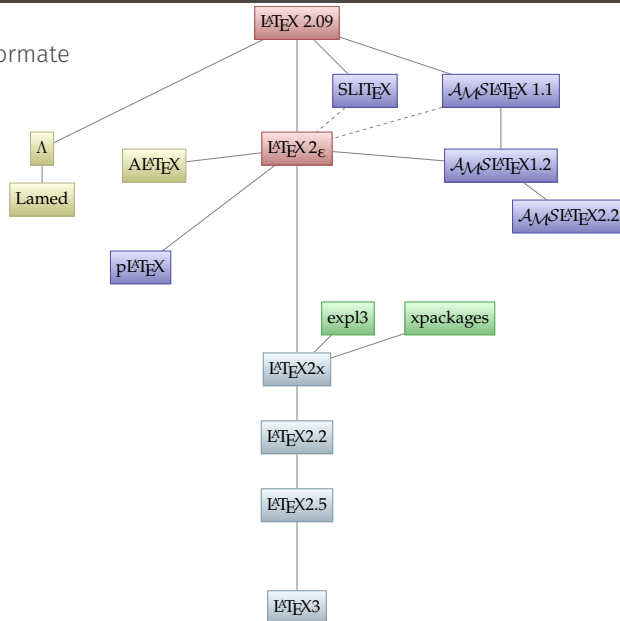 LATEX 2.09
ormate
SLITEX
AMSLATEX 1.1
Λ
ALATEX
LATEX 2ε
AMSLATEX1.2
Lamed
AMSLATEX2.2
pLATEX
expl3
xpackages
LATEX2x
LATEX2.2
LATEX2.5
LATEX3